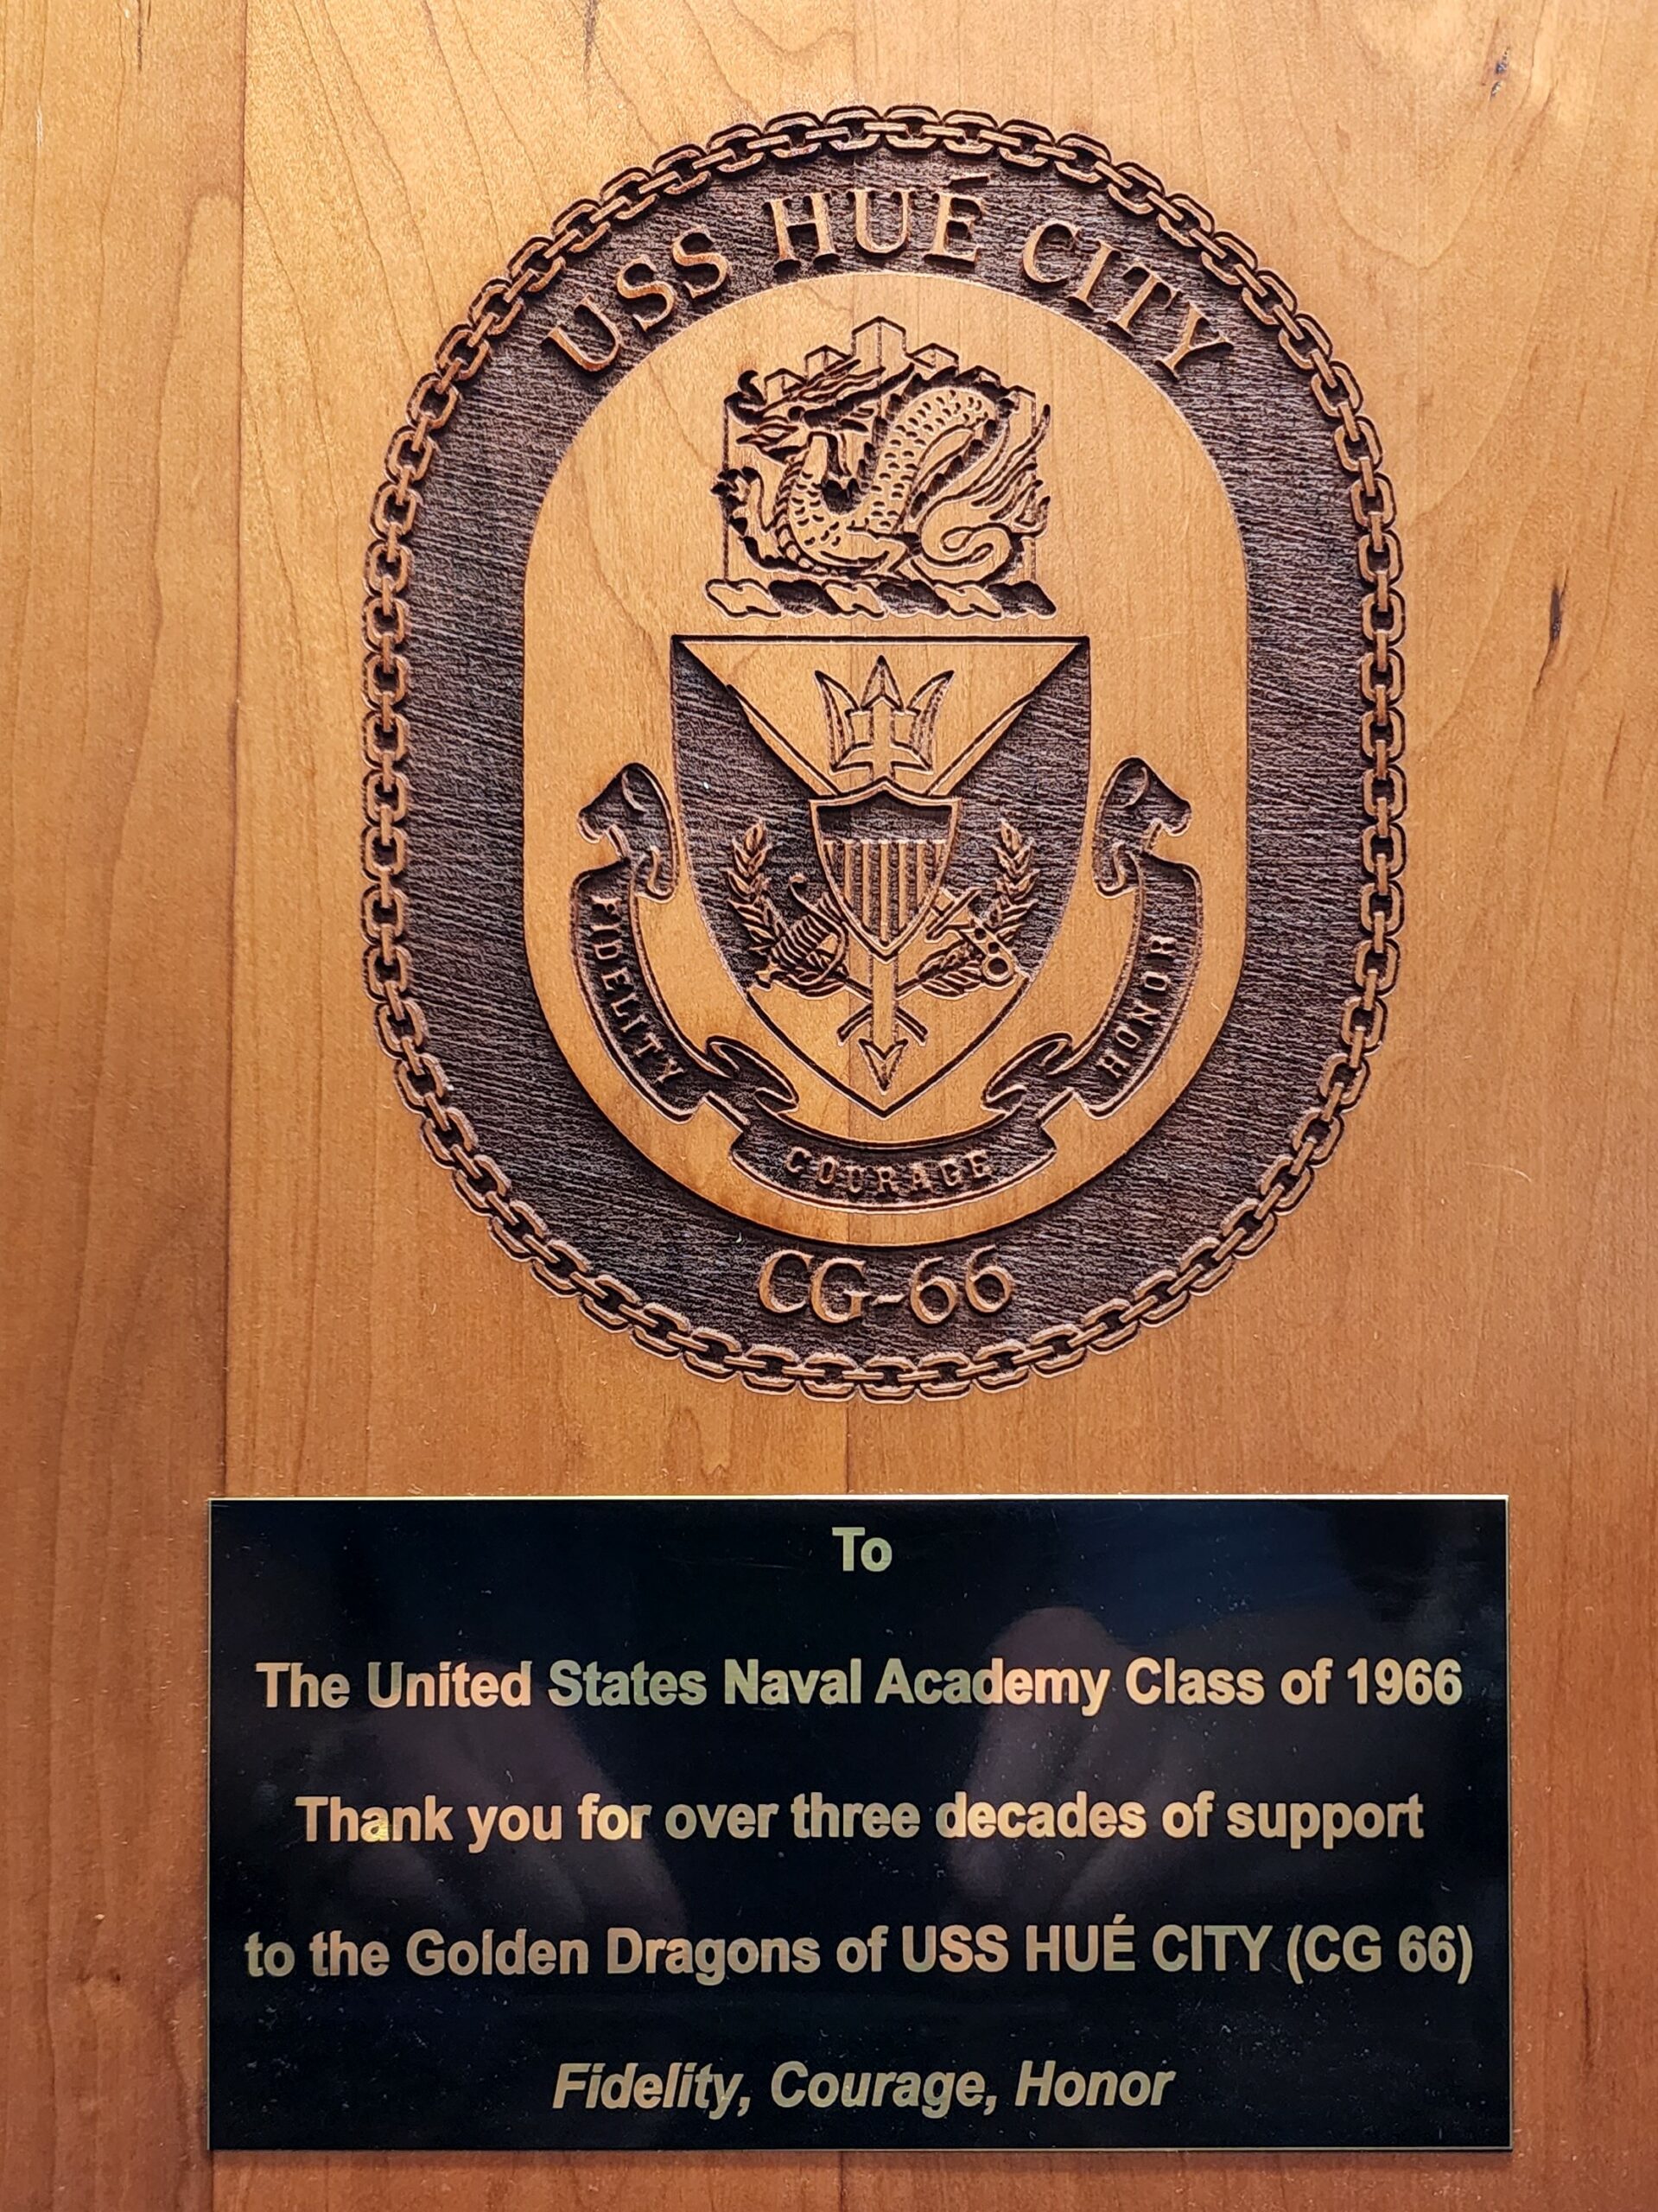 USS HUÉ CITY
FIDELITY
COURAGE
HONOR
CG-66
To
The United States Naval Academy Class of 1966
Thank you for over three decades of support
to the Golden Dragons of USS HUÉ CITY (CG 66)
Fidelity, Courage, Honor